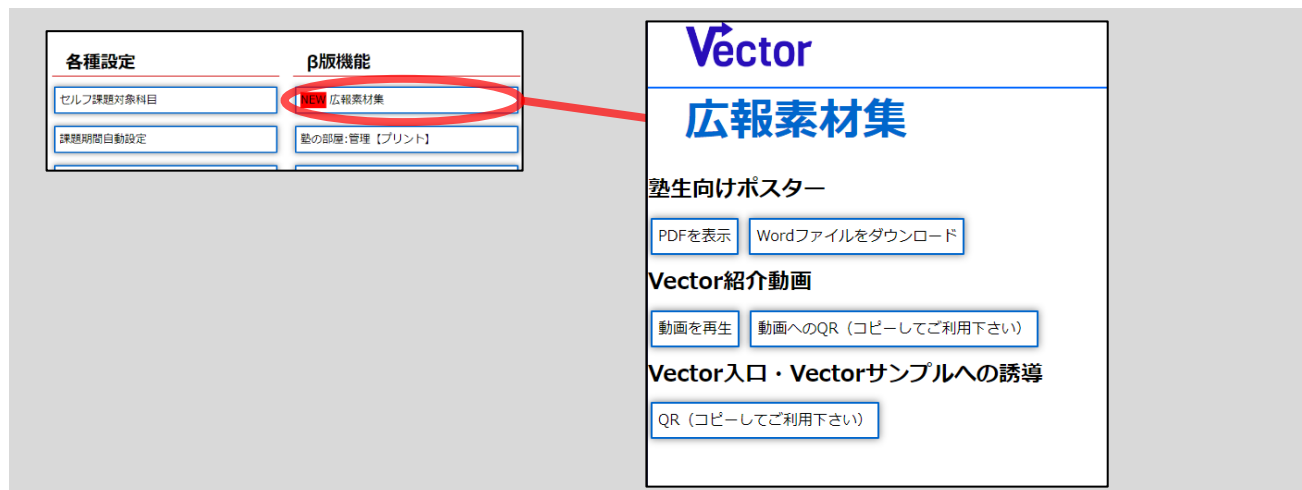 各種設定
β版機能
セルフ課題対象科目
NEW 広報素材集
課題期間自動設定
塾の部屋:管理【プリント】
Vector
広報素材集
塾生向けポスター
PDFを表示
Wordファイルをダウンロード
Vector紹介動画
動画を再生
動画へのQR（コピーしてご利用下さい）
Vector入口・Vectorサンプルへの誘導
QR（コピーしてご利用下さい）